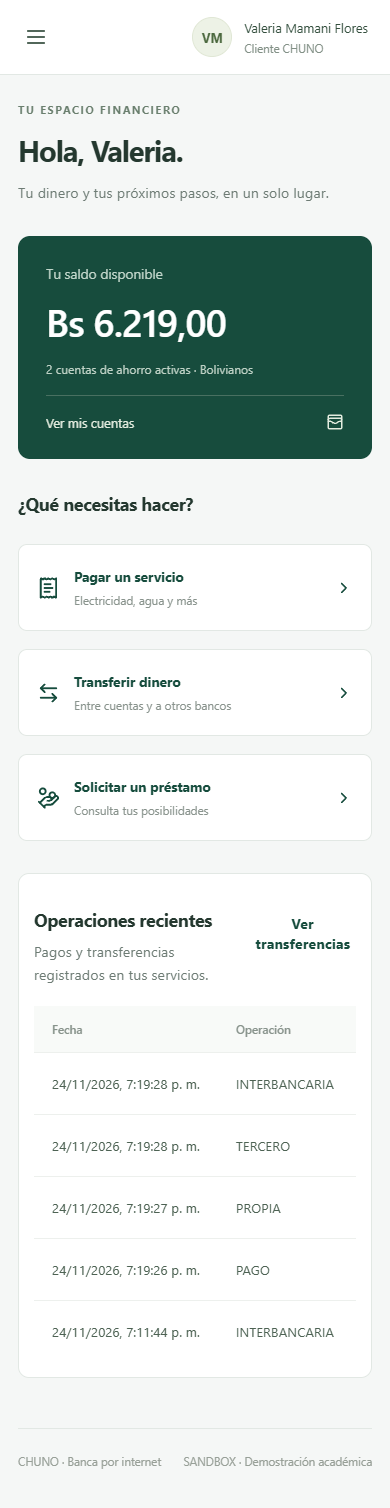 VM
Valeria Mamani Flores
Cliente CHUNO
TU ESPACIO FINANCIERO
Hola, Valeria.
Tu dinero y tus próximos pasos, en un solo lugar.
Tu saldo disponible
Bs 6.219,00
2 cuentas de ahorro activas · Bolivianos
Ver mis cuentas
¿Qué necesitas hacer?
Pagar un servicio
Electricidad, agua y más
Transferir dinero
Entre cuentas y a otros bancos
Solicitar un préstamo
Consulta tus posibilidades
Operaciones recientes
Pagos y transferencias
registrados en tus servicios.
Ver
transferencias
Fecha Operación
24/11/2026, 7:19:28 p. m. INTERBANCARIA
24/11/2026, 7:19:28 p. m. TERCERO
24/11/2026, 7:19:27 p. m. PROPIA
24/11/2026, 7:19:26 p. m. PAGO
24/11/2026, 7:11:44 p. m. INTERBANCARIA
CHUNO · Banca por internet SANDBOX · Demostración académica